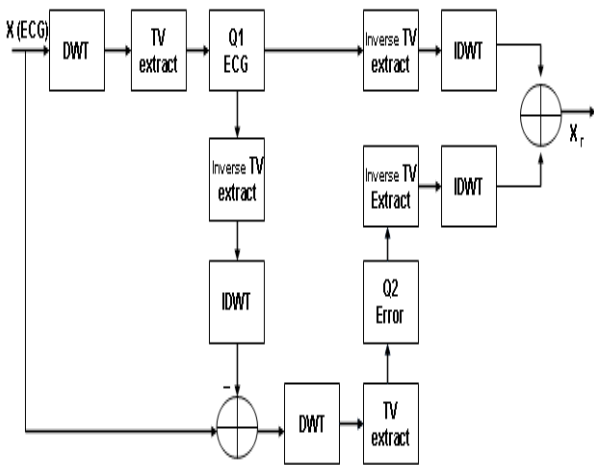 X (ECG)
DWT
TV
extract
Q1
ECG
Inverse TV
extract
IDWT
X r
Inverse TV
extract
Inverse TV
Extract
IDWT
IDWT
Q2
Error
–
DWT
TV
extract